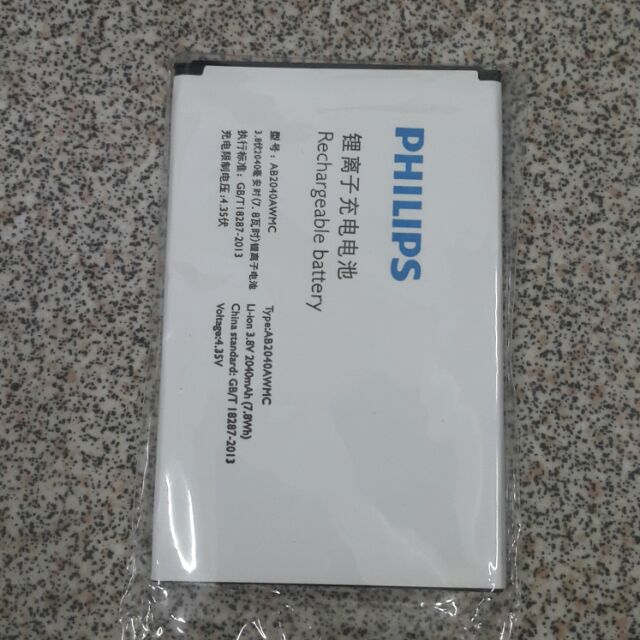 PHILIPS
锂离子充电电池
Rechargeable battery
型号：AB2040AWMC
3.8伏2040毫安时(7.8瓦时)锂离子电池
执行标准：GB/T18287-2013
充电限制电压:4.35伏
Type:AB2040AWMC
Li-ion 3.8V 2040mAh (7.8Wh)
China standard: GB/T 18287-2013
Voltage:4.35V